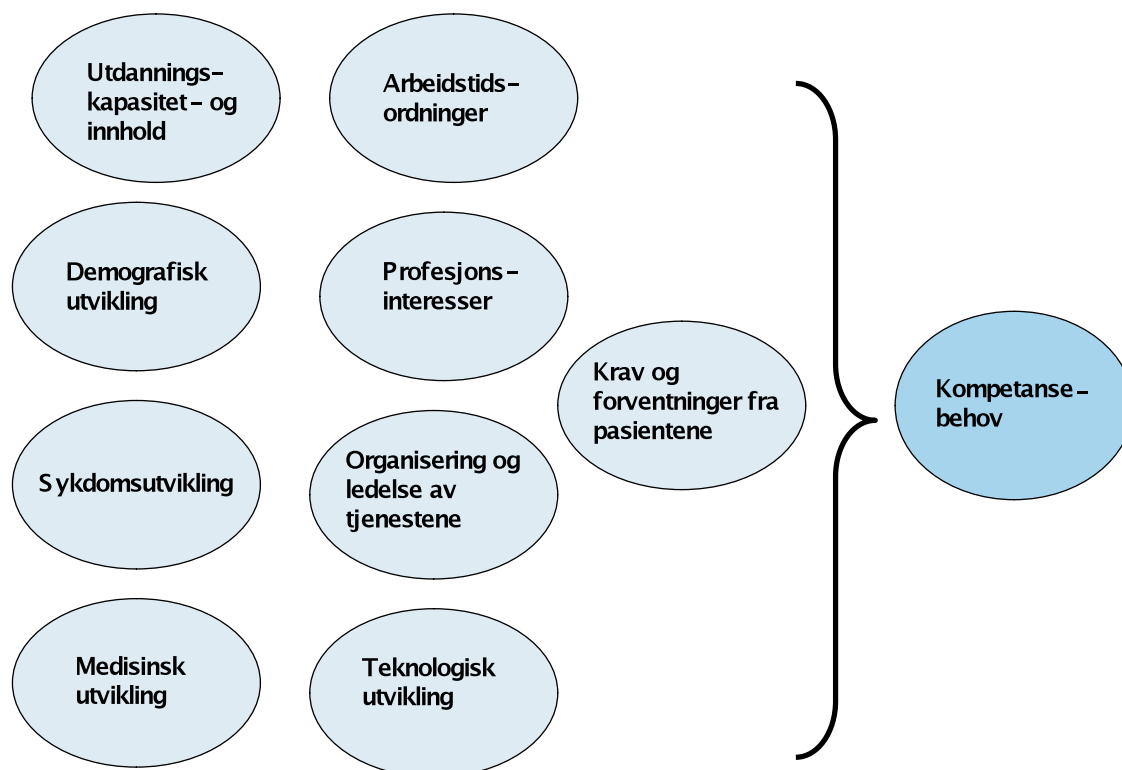 Utdannings-
kapasitet- og
innhold
Arbeidstids-
ordninger
Demografisk
utvikling
Profesjons-
interesser
Krav og
forventninger fra
pasientene
Kompetanse-
behov
Sykdomsutvikling
Organisering og
ledelse av
tjenestene
Medisinsk
utvikling
Teknologisk
utvikling